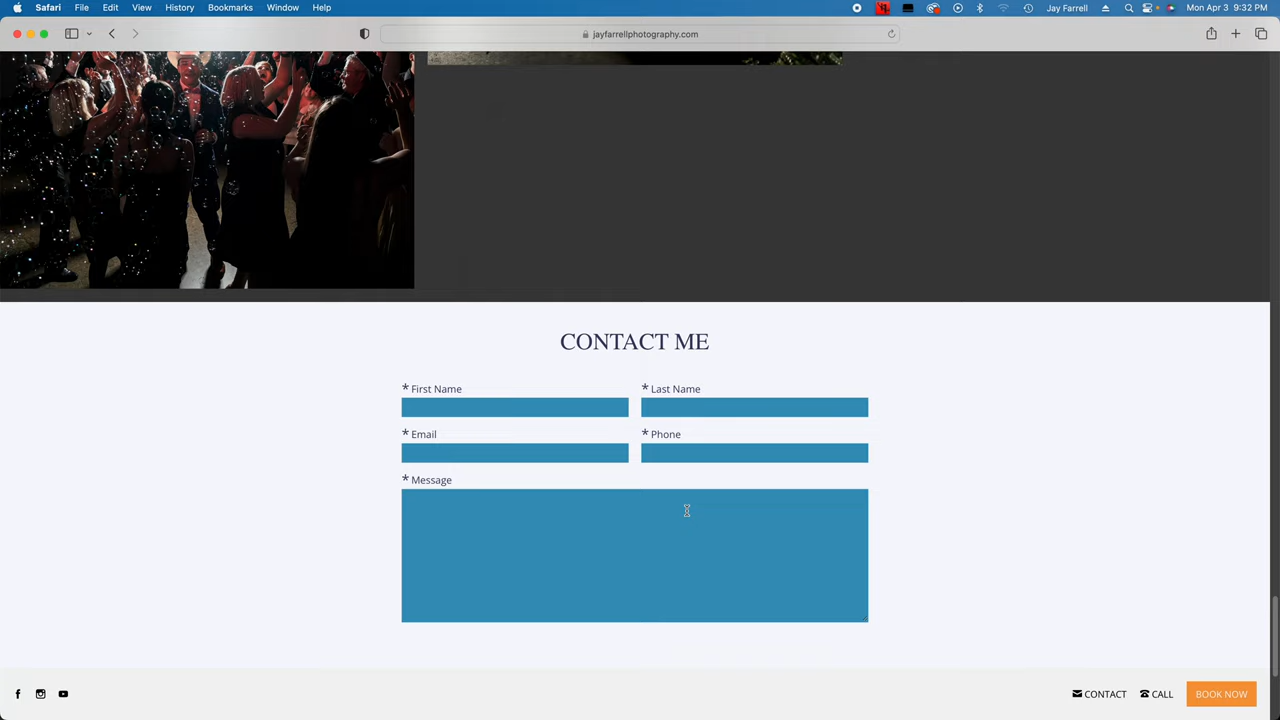 Safari File Edit View History Bookmarks Window Help Jay Farrell Mon Apr 3 9:32 PM
jayfarrellphotography.com
CONTACT ME
* First Name * Last Name
* Email * Phone
* Message
CONTACT CALL BOOK NOW